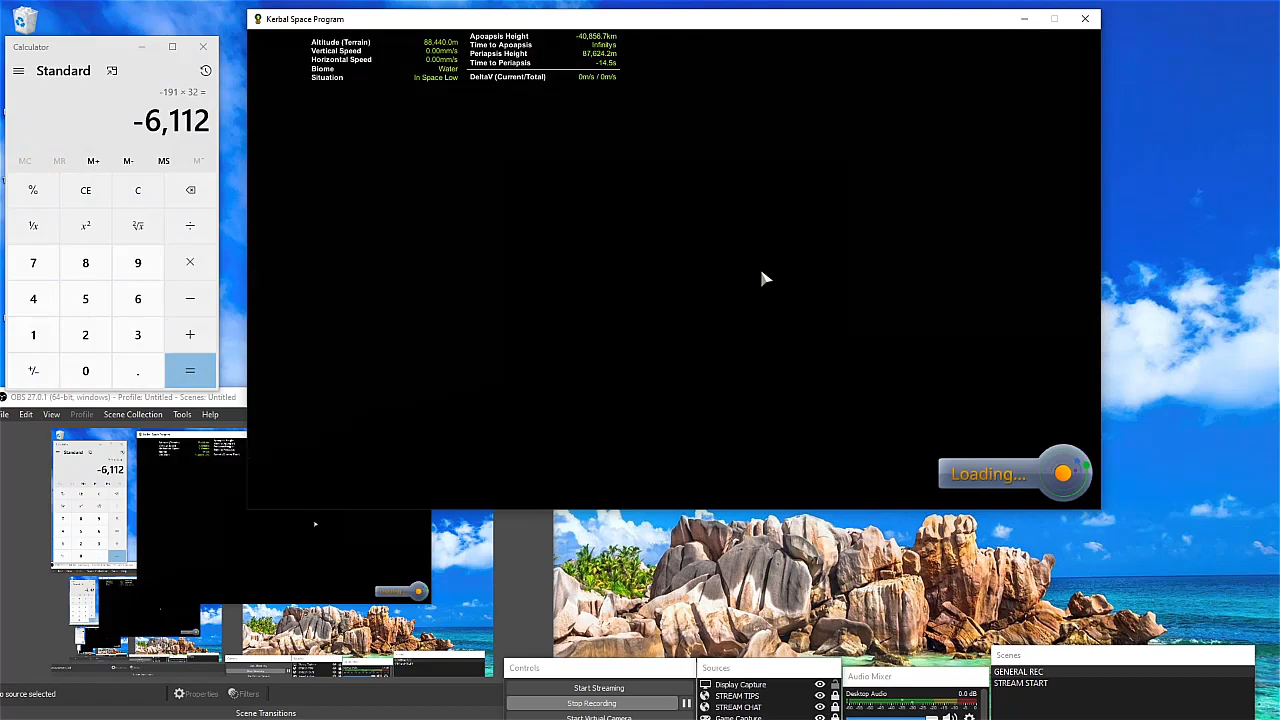 Kerbal Space Program
Calculator
Standard
-191 × 32 =
-6,112
MC MR M+ M- MS M˅
% CE C
¹/x x² ²√x ÷
7 8 9 ×
4 5 6 −
1 2 3 +
+/- 0 . =
Altitude (Terrain) 88,440.0m
Vertical Speed 0.00mm/s
Horizontal Speed 0.00mm/s
Biome Water
Situation In Space Low
Apoapsis Height -40,856.7km
Time to Apoapsis Infinitys
Periapsis Height 87,624.2m
Time to Periapsis -14.5s
DeltaV (Current/Total) 0m/s / 0m/s
Loading...
OBS 27.0.1 (64-bit, windows) - Profile: Untitled - Scenes: Untitled
ile Edit View Profile Scene Collection Tools Help
Standard
-6,112
o source selected
Properties
Filters
Scene Transitions
Controls
Start Streaming
Stop Recording
Start Virtual Camera
Sources
Display Capture
STREAM TIPS
STREAM CHAT
Game Capture
Audio Mixer
Desktop Audio 0.0 dB
Scenes
GENERAL REC
STREAM START